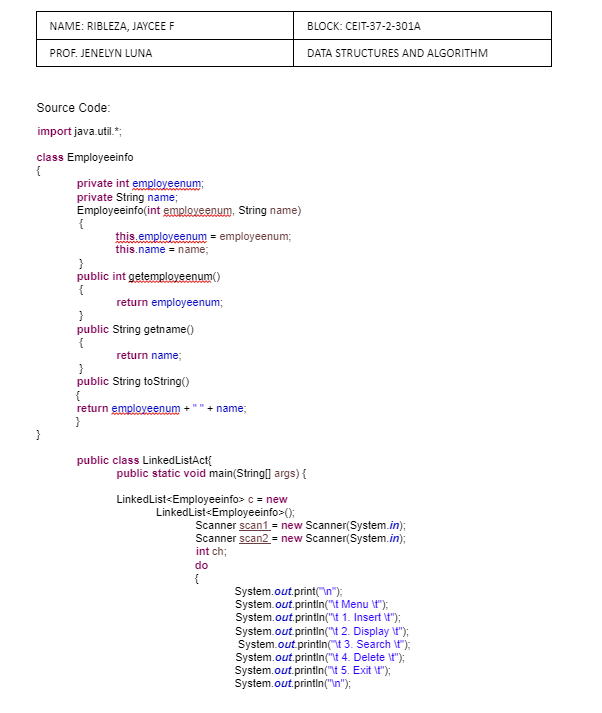 NAME: RIBLEZA, JAYCEE F
BLOCK: CEIT-37-2-301A
PROF. JENELYN LUNA
DATA STRUCTURES AND ALGORITHM
Source Code:
import java.util.*;
class Employeeinfo
{
private int employeenum;
private String name;
Employeeinfo(int employeenum, String name)
{
this.employeenum = employeenum;
this.name = name;
}
public int getemployeenum()
{
return employeenum;
}
public String getname()
{
return name;
}
public String toString()
{
return employeenum + " " + name;
}
}
public class LinkedListAct{
public static void main(String[] args) {
LinkedList<Employeeinfo> c = new
LinkedList<Employeeinfo>();
Scanner scan1 = new Scanner(System.in);
Scanner scan2 = new Scanner(System.in);
int ch;
do
{
System.out.print("\n");
System.out.println("\t Menu \t");
System.out.println("\t 1. Insert \t");
System.out.println("\t 2. Display \t");
System.out.println("\t 3. Search \t");
System.out.println("\t 4. Delete \t");
System.out.println("\t 5. Exit \t");
System.out.println("\n");